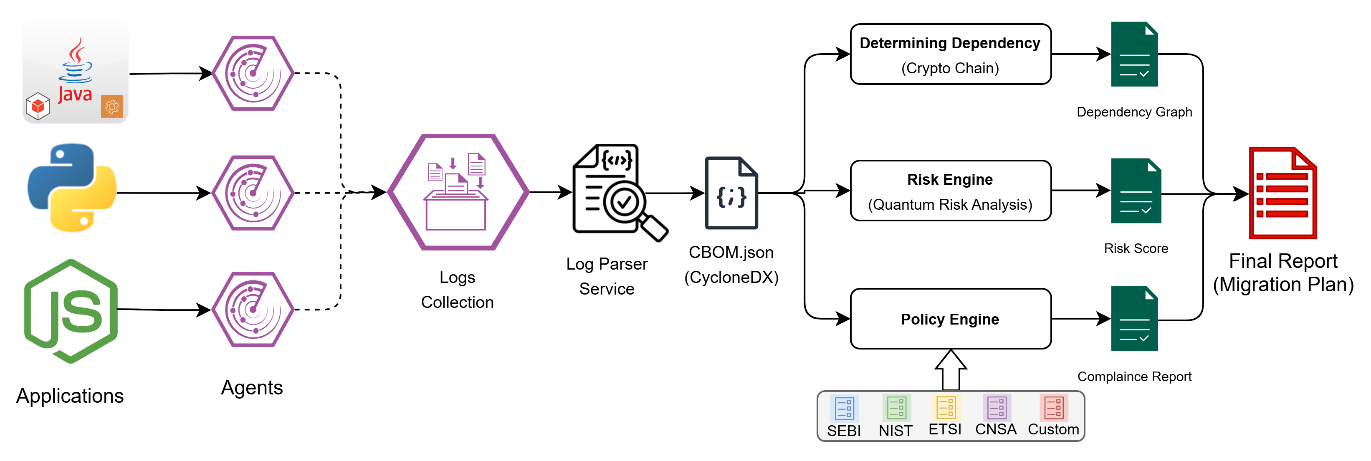 Java
JS
Applications
Agents
Logs
Collection
{</>}
Log Parser
Service
{;}
CBOM.json
(CycloneDX)
Determining Dependency
(Crypto Chain)
Dependency Graph
Risk Engine
(Quantum Risk Analysis)
Risk Score
Policy Engine
Complaince Report
SEBI
NIST
ETSI
CNSA
Custom
Final Report
(Migration Plan)